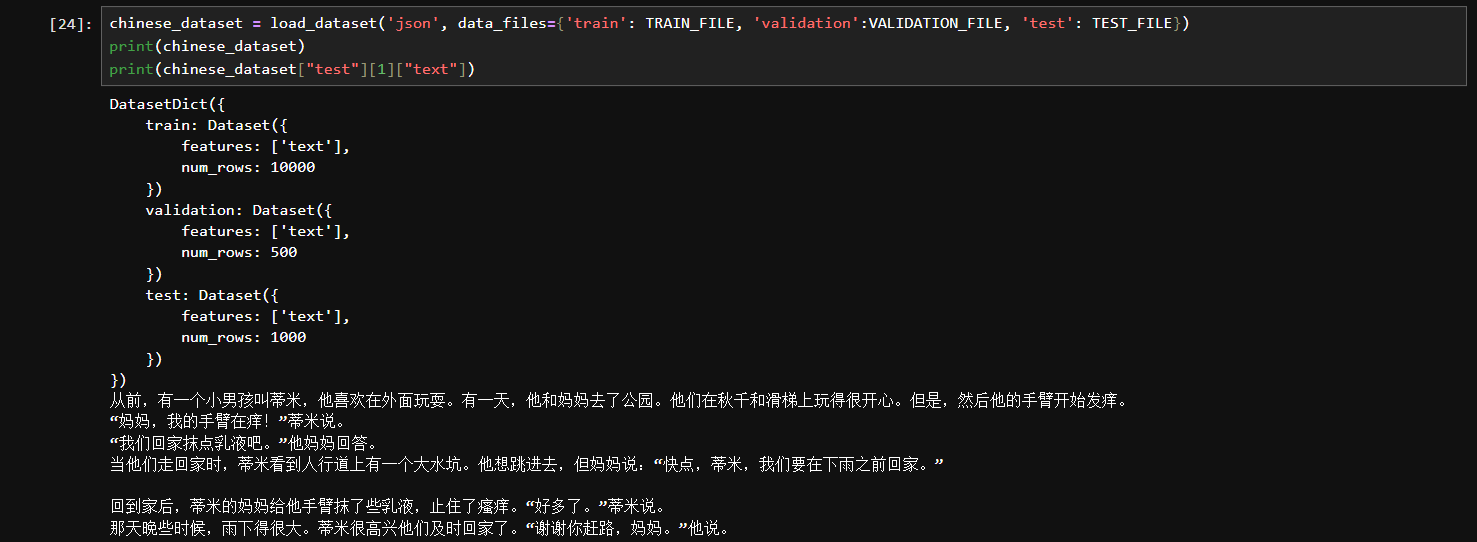 [24]: chinese_dataset = load_dataset('json', data_files={'train': TRAIN_FILE, 'validation':VALIDATION_FILE, 'test': TEST_FILE})
print(chinese_dataset)
print(chinese_dataset["test"][1]["text"])
DatasetDict({
    train: Dataset({
        features: ['text'],
        num_rows: 10000
    })
    validation: Dataset({
        features: ['text'],
        num_rows: 500
    })
    test: Dataset({
        features: ['text'],
        num_rows: 1000
    })
})
从前，有一个小男孩叫蒂米，他喜欢在外面玩耍。有一天，他和妈妈去了公园。他们在秋千和滑梯上玩得很开心。但是，然后他的手臂开始发痒。
“妈妈，我的手臂在痒！”蒂米说。
“我们回家抹点乳液吧。”他妈妈回答。
当他们走回家时，蒂米看到人行道上有一个大水坑。他想跳进去，但妈妈说：“快点，蒂米，我们要在下雨之前回家。”
回到家后，蒂米的妈妈给他手臂抹了些乳液，止住了瘙痒。“好多了。”蒂米说。
那天晚些时候，雨下得很大。蒂米很高兴他们及时回家了。“谢谢你赶路，妈妈。”他说。